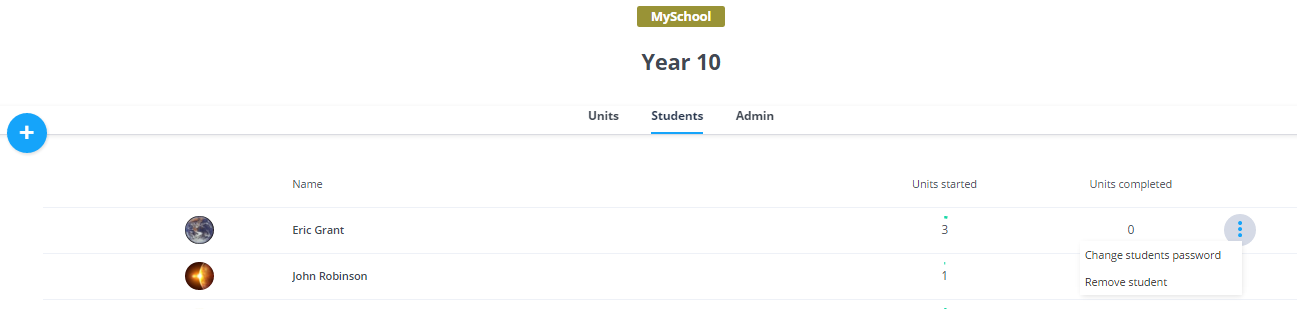 MySchool
Year 10
Units Students Admin
Name Units started Units completed
Eric Grant 3 0
Change students password
John Robinson 1
Remove student